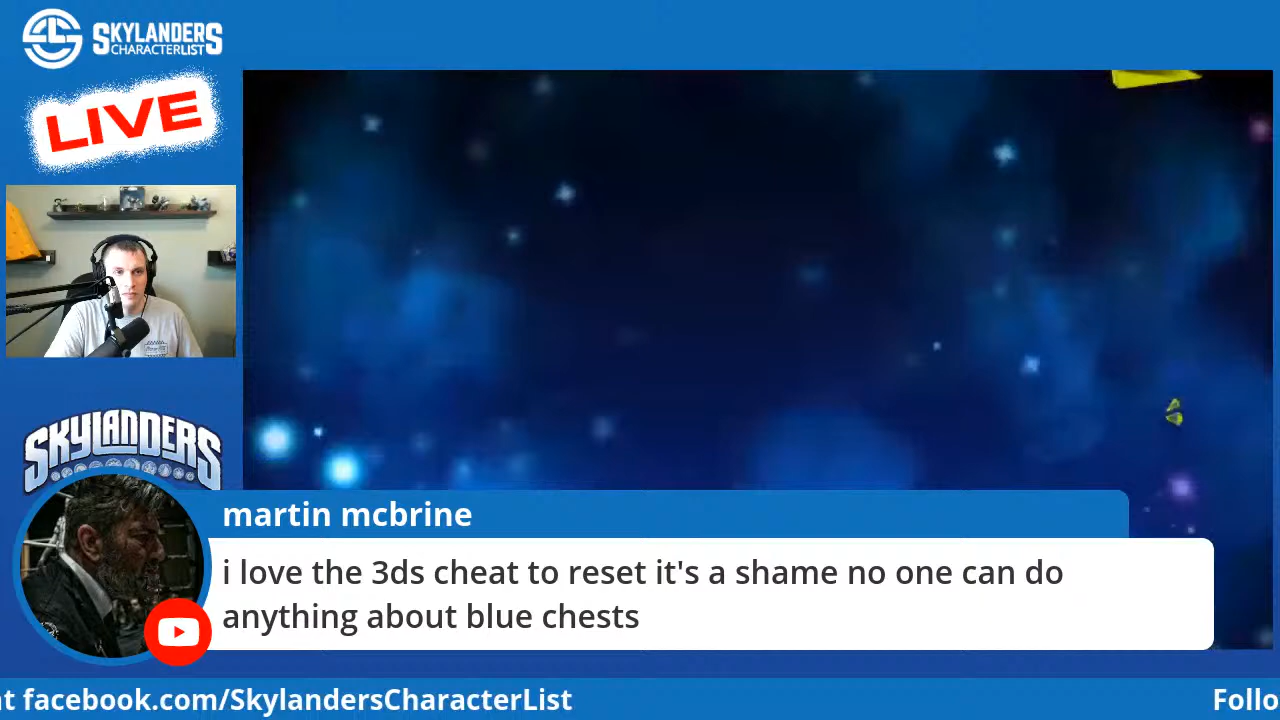 SKYLANDERS
CHARACTERLIST
LIVE
SKYLANDERS
martin mcbrine
i love the 3ds cheat to reset it's a shame no one can do
anything about blue chests
at facebook.com/SkylandersCharacterList
Follo